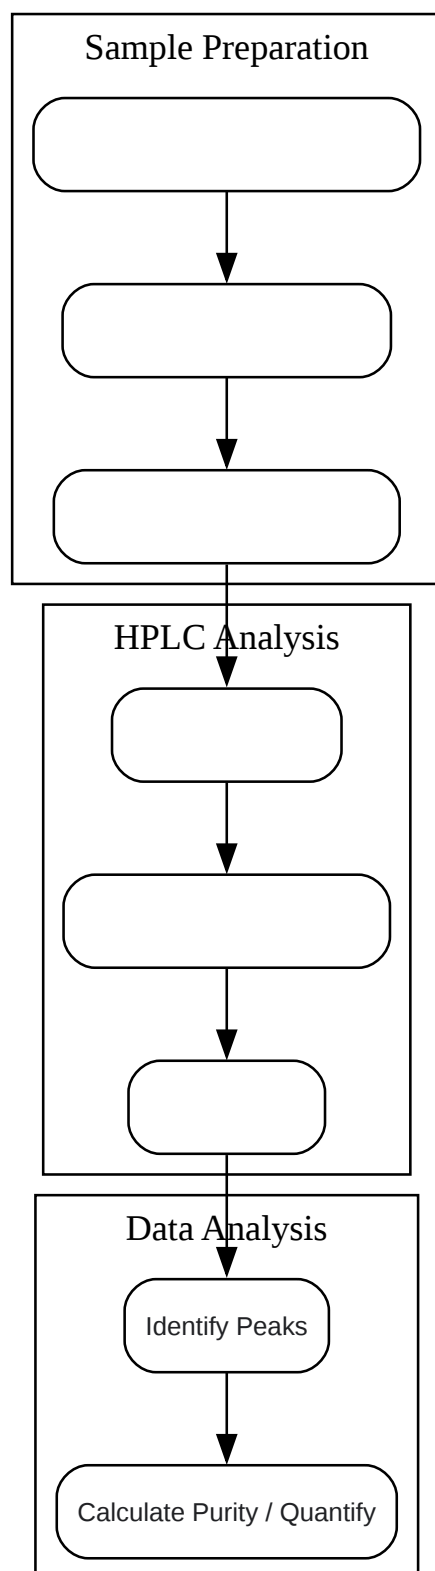 Sample Preparation
HPLC Analysis
Data Analysis
Identify Peaks
Calculate Purity / Quantify